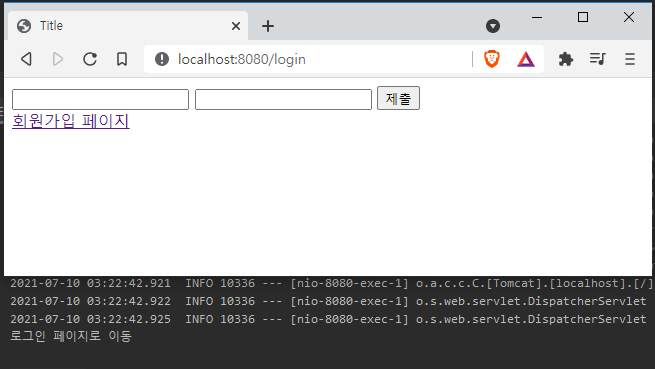 Title
localhost:8080/login
제출
회원가입 페이지
2021-07-10 03:22:42.921 INFO 10336 --- [nio-8080-exec-1] o.a.c.c.C.[Tomcat].[localhost].[/]
2021-07-10 03:22:42.922 INFO 10336 --- [nio-8080-exec-1] o.s.web.servlet.DispatcherServlet
2021-07-10 03:22:42.925 INFO 10336 --- [nio-8080-exec-1] o.s.web.servlet.DispatcherServlet
로그인 페이지로 이동